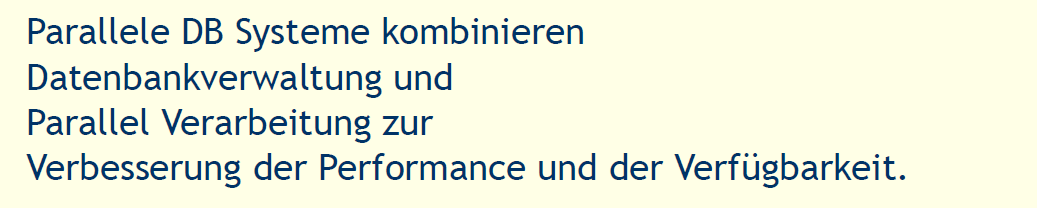 Parallele DB Systeme kombinieren
Datenbankverwaltung und
Parallel Verarbeitung zur
Verbesserung der Performance und der Verfügbarkeit.